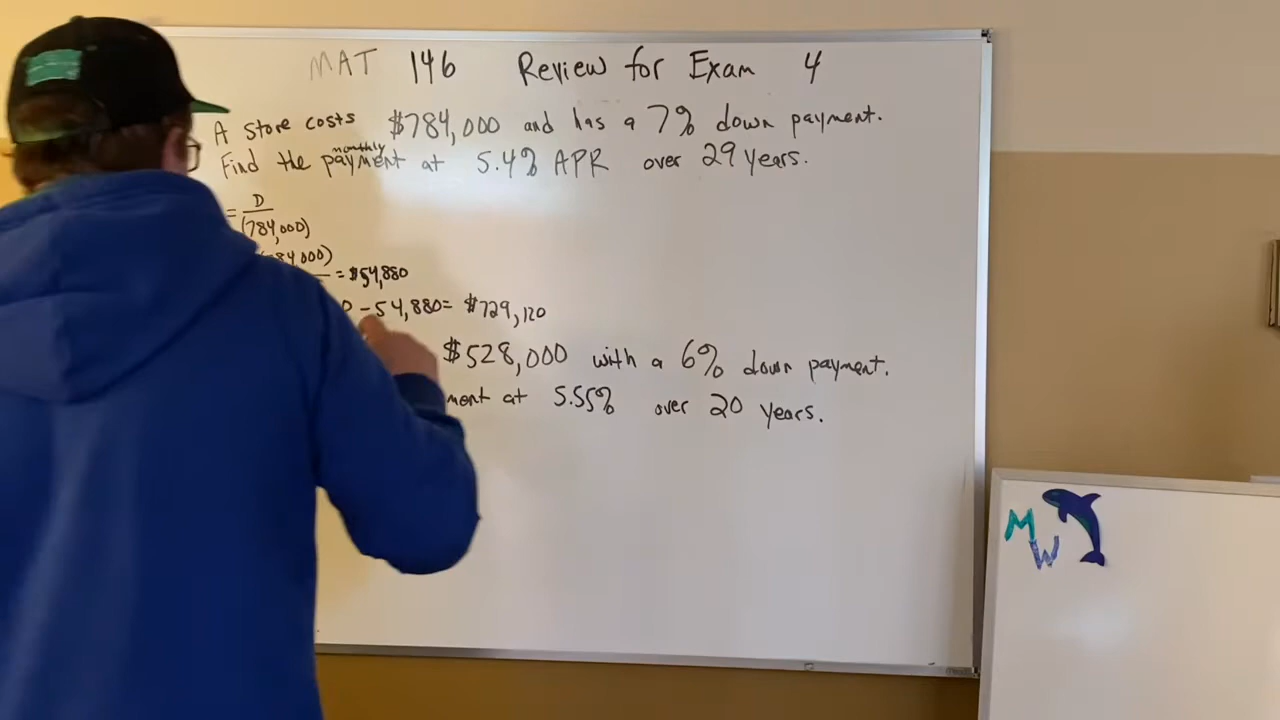 MAT 146 Review for Exam 4
A store costs $784,000 and has a 7% down payment.
monthly
Find the payment at 5.4% APR over 29 years.
= D
(784,000)
= $54,880
- 54,880 = $729,120
$528,000 with a 6% down payment.
ment at 5.55% over 20 years.
MW